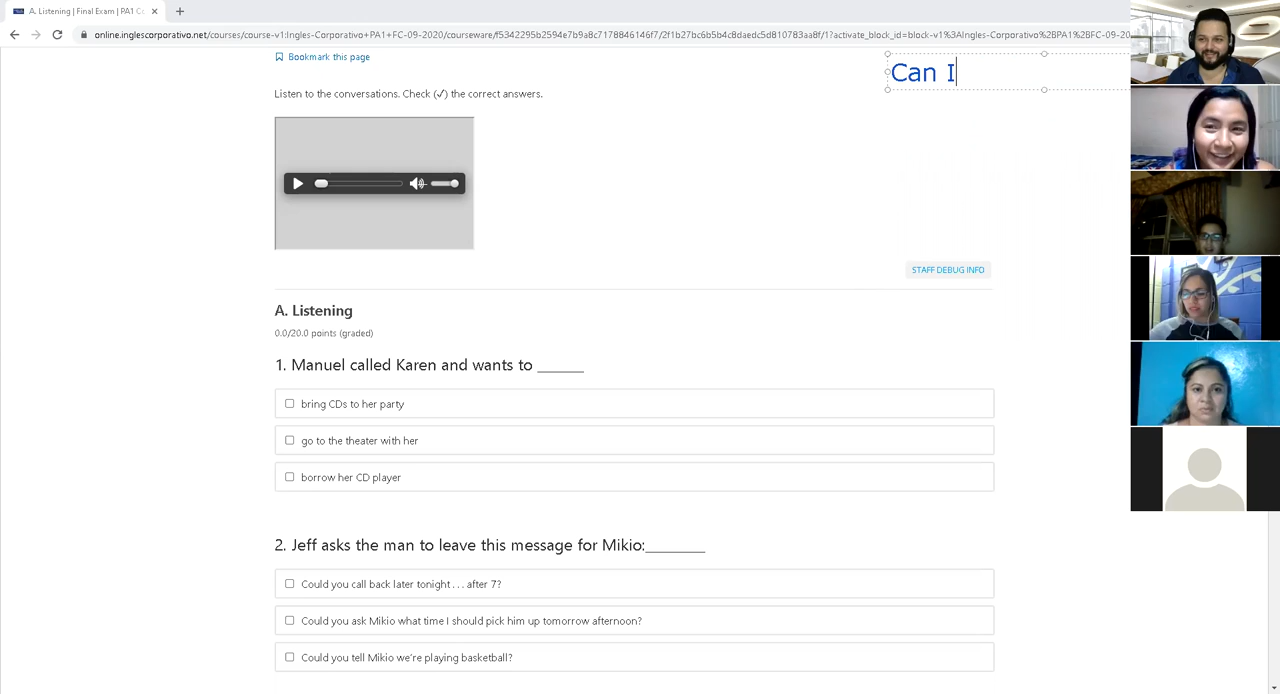 A. Listening | Final Exam | PA1 Co
online.inglescorporativo.net/courses/course-v1:Ingles-Corporativo+PA1+FC-09-2020/courseware/f5342295b2594e7b9a8c7178846146f7/2f1b27bc6b5b4c8daedc5d810783aa8f/1?activate_block_id=block-v1%3AIngles-Corporativo%2BPA1%2BFC-09-20
Bookmark this page
Can I
Listen to the conversations. Check (✓) the correct answers.
STAFF DEBUG INFO
A. Listening
0.0/20.0 points (graded)
1. Manuel called Karen and wants to ______
bring CDs to her party
go to the theater with her
borrow her CD player
2. Jeff asks the man to leave this message for Mikio:________
Could you call back later tonight . . . after 7?
Could you ask Mikio what time I should pick him up tomorrow afternoon?
Could you tell Mikio we're playing basketball?